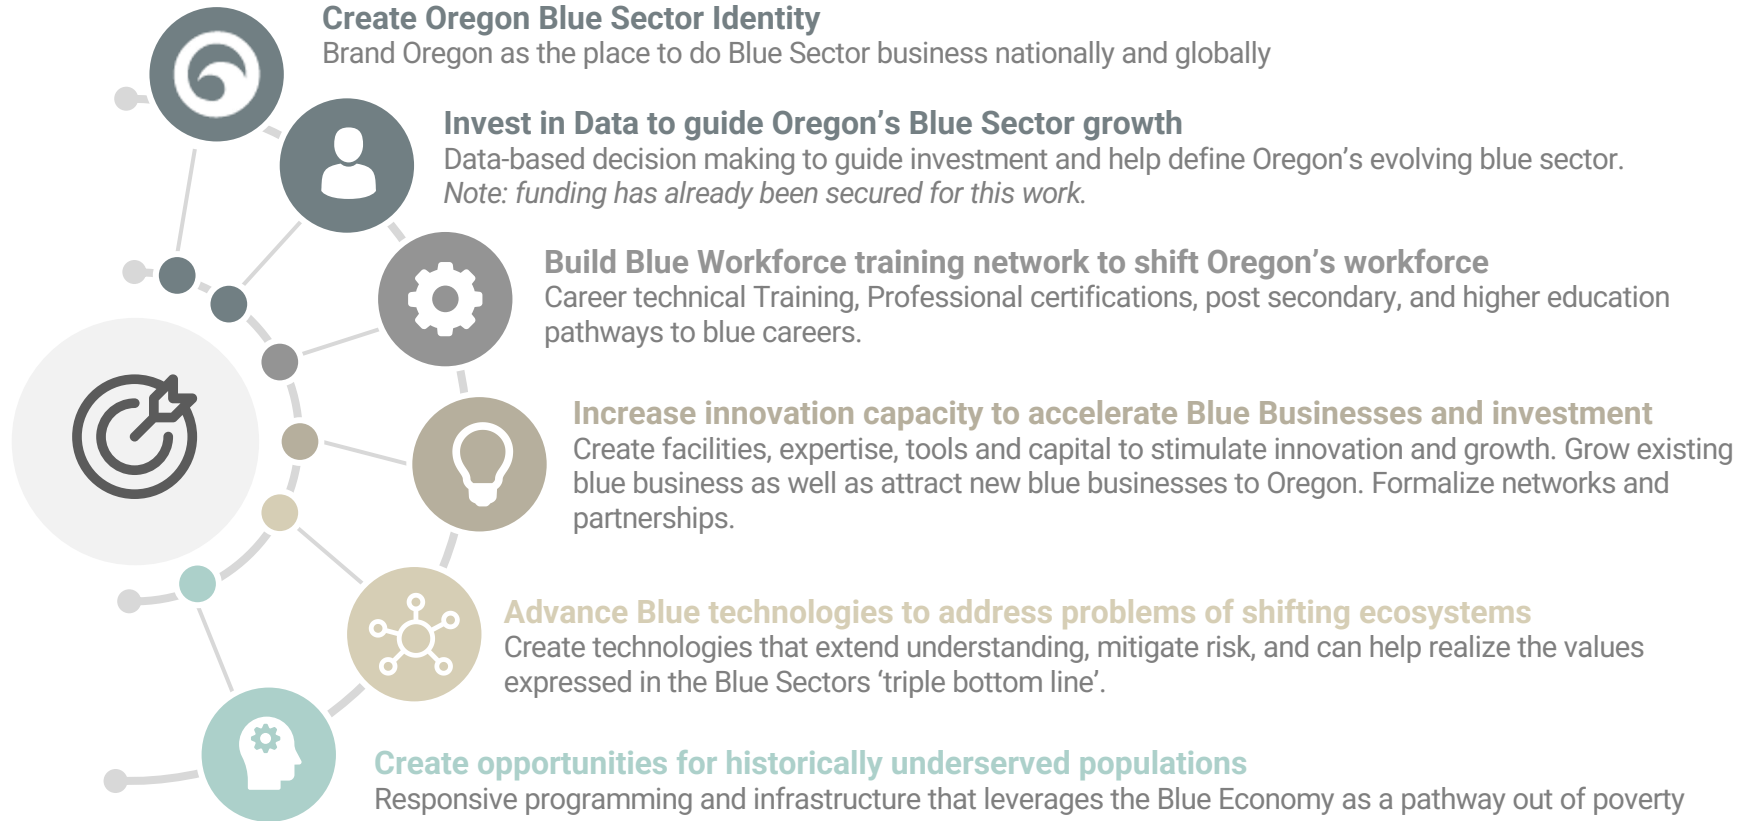 Create Oregon Blue Sector Identity
Brand Oregon as the place to do Blue Sector business nationally and globally
Invest in Data to guide Oregon’s Blue Sector growth
Data-based decision making to guide investment and help define Oregon’s evolving blue sector.
Note: funding has already been secured for this work.
Build Blue Workforce training network to shift Oregon’s workforce
Career technical Training, Professional certifications, post secondary, and higher education
pathways to blue careers.
Increase innovation capacity to accelerate Blue Businesses and investment
Create facilities, expertise, tools and capital to stimulate innovation and growth. Grow existing
blue business as well as attract new blue businesses to Oregon. Formalize networks and
partnerships.
Advance Blue technologies to address problems of shifting ecosystems
Create technologies that extend understanding, mitigate risk, and can help realize the values
expressed in the Blue Sectors ‘triple bottom line’.
Create opportunities for historically underserved populations
Responsive programming and infrastructure that leverages the Blue Economy as a pathway out of poverty